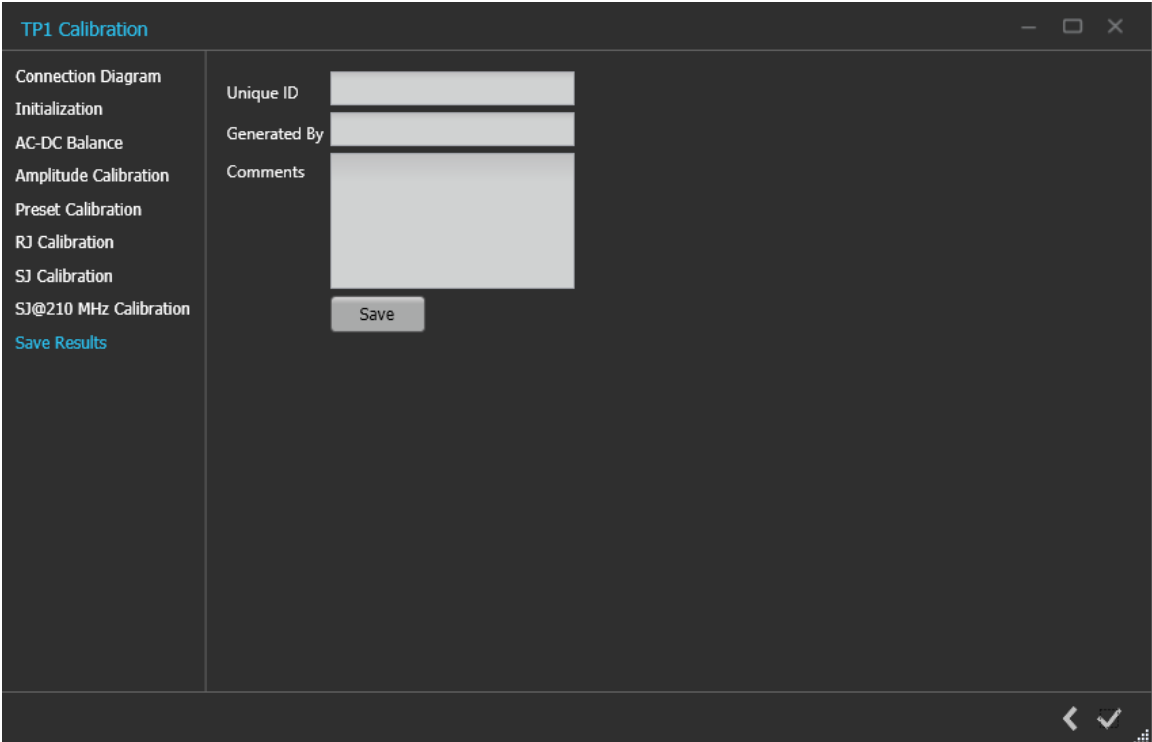 TP1 Calibration
Connection Diagram
Initialization
AC-DC Balance
Amplitude Calibration
Preset Calibration
RJ Calibration
SJ Calibration
SJ@210 MHz Calibration
Save Results
Unique ID
Generated By
Comments
Save